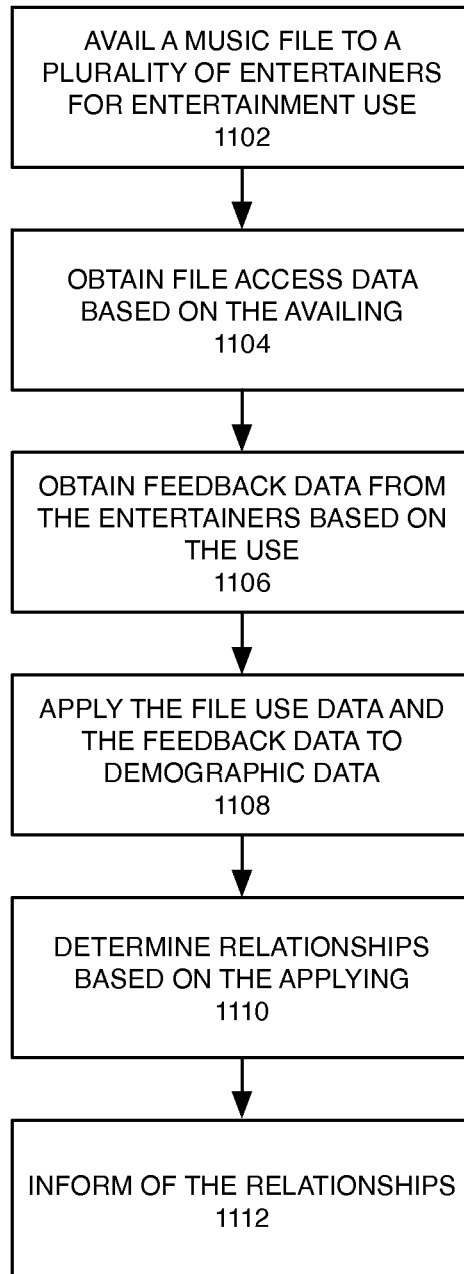 AVAIL A MUSIC FILE TO A
PLURALITY OF ENTERTAINERS
FOR ENTERTAINMENT USE
1102
OBTAIN FILE ACCESS DATA
BASED ON THE AVAILING
1104
OBTAIN FEEDBACK DATA FROM
THE ENTERTAINERS BASED ON
THE USE
1106
APPLY THE FILE USE DATA AND
THE FEEDBACK DATA TO
DEMOGRAPHIC DATA
1108
DETERMINE RELATIONSHIPS
BASED ON THE APPLYING
1110
INFORM OF THE RELATIONSHIPS
1112